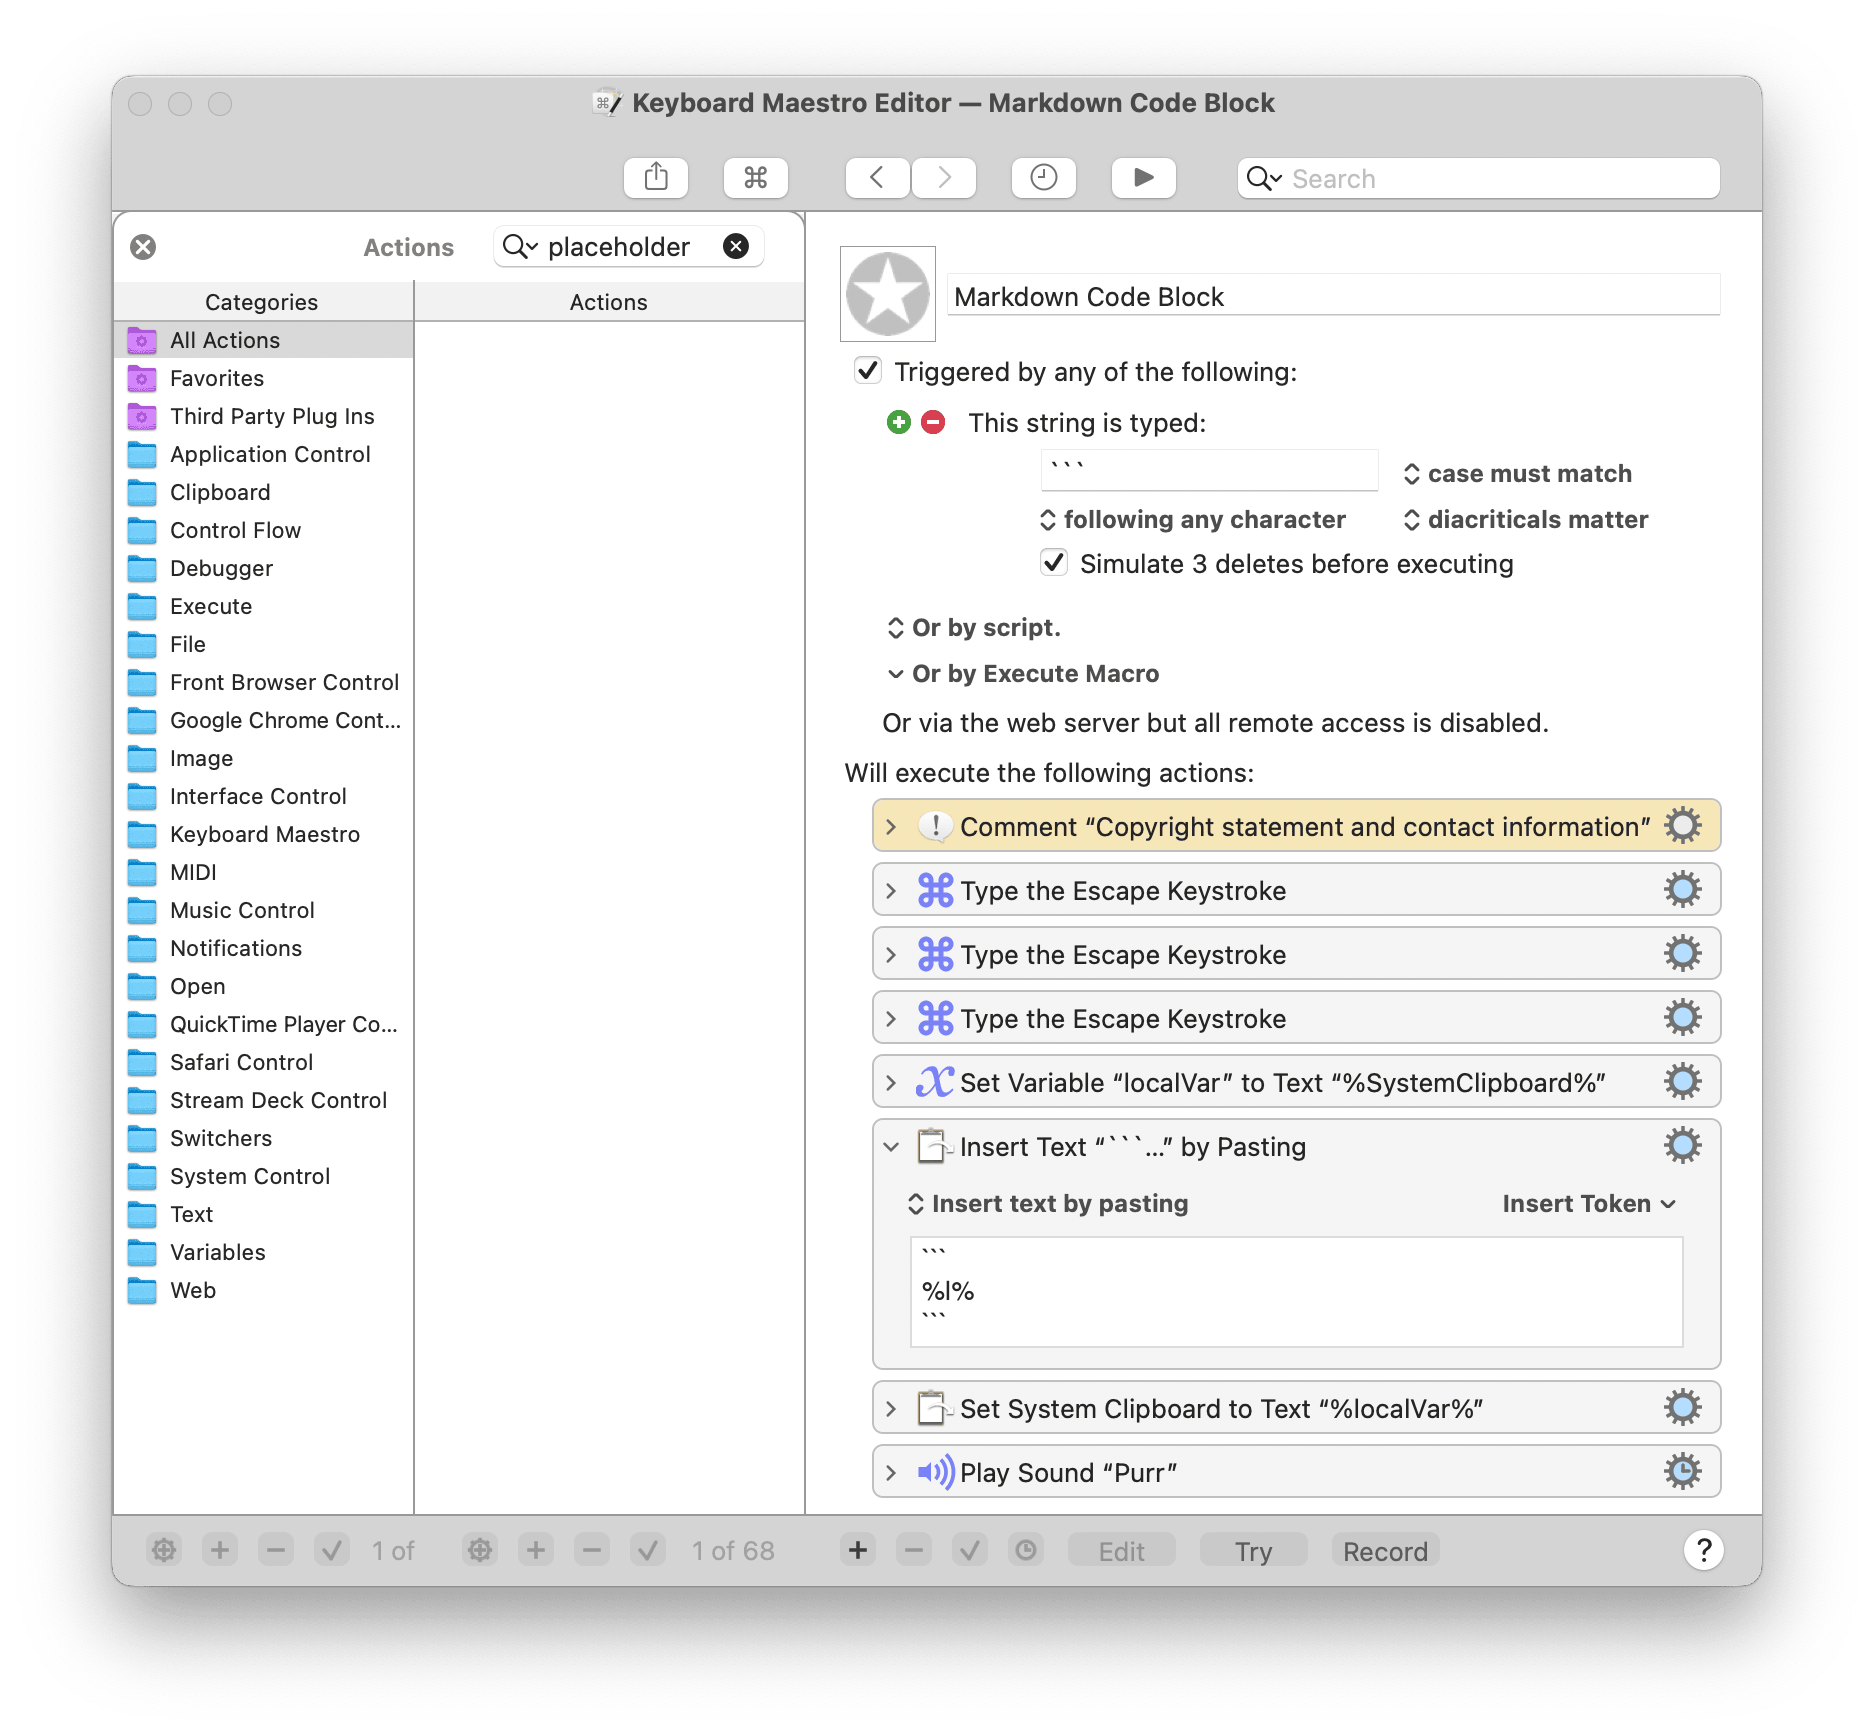 Keyboard Maestro Editor — Markdown Code Block
Search
Actions
placeholder
Categories
Actions
All Actions
Favorites
Third Party Plug Ins
Application Control
Clipboard
Control Flow
Debugger
Execute
File
Front Browser Control
Google Chrome Cont...
Image
Interface Control
Keyboard Maestro
MIDI
Music Control
Notifications
Open
QuickTime Player Co...
Safari Control
Stream Deck Control
Switchers
System Control
Text
Variables
Web
1 of
1 of 68
Markdown Code Block
Triggered by any of the following:
This string is typed:
```
case must match
following any character
diacriticals matter
Simulate 3 deletes before executing
Or by script.
Or by Execute Macro
Or via the web server but all remote access is disabled.
Will execute the following actions:
Comment “Copyright statement and contact information”
Type the Escape Keystroke
Type the Escape Keystroke
Type the Escape Keystroke
Set Variable “localVar” to Text “%SystemClipboard%”
Insert Text “```...” by Pasting
Insert text by pasting
Insert Token
```
%|%
```
Set System Clipboard to Text “%localVar%”
Play Sound “Purr”
Edit
Try
Record
?